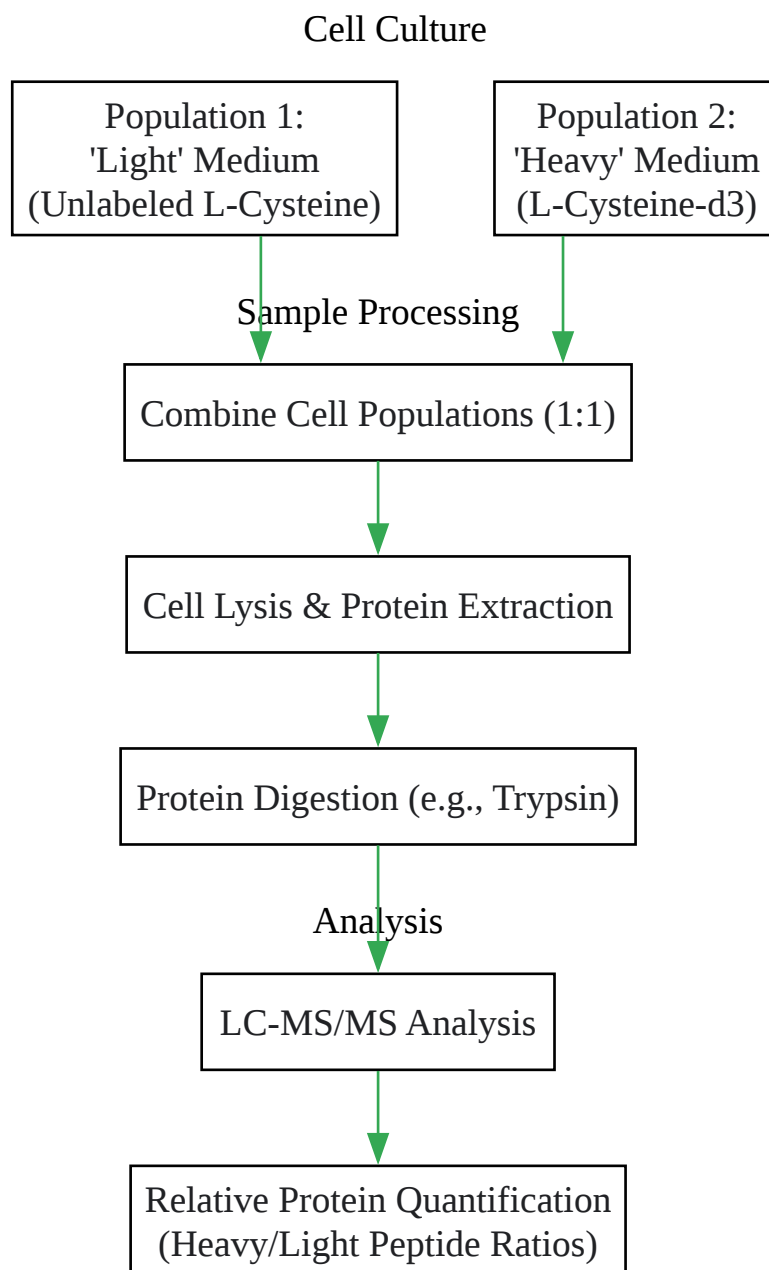 Cell Culture
Population 1:
'Light' Medium
(Unlabeled L-Cysteine)
Population 2:
'Heavy' Medium
(L-Cysteine-d3)
Sample Processing
Combine Cell Populations (1:1)
Cell Lysis & Protein Extraction
Protein Digestion (e.g., Trypsin)
Analysis
LC-MS/MS Analysis
Relative Protein Quantification
(Heavy/Light Peptide Ratios)